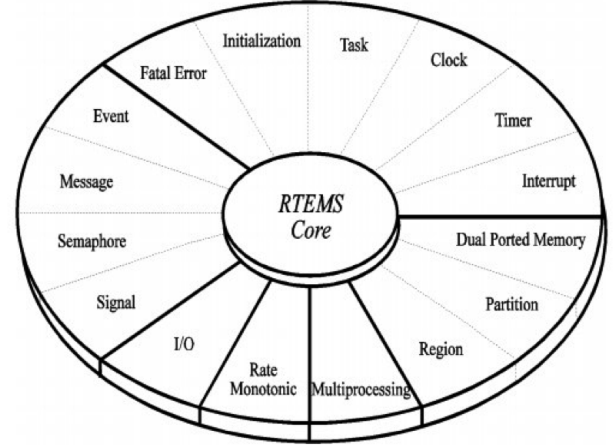 Initialization
Task
Clock
Timer
Interrupt
Dual Ported Memory
Partition
Region
Multiprocessing
Rate
Monotonic
I/O
Signal
Semaphore
Message
Event
Fatal Error
RTEMS
Core